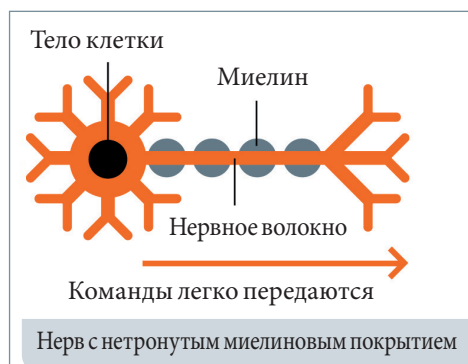 Тело клетки
Миелин
Нервное волокно
Команды легко передаются
Нерв с нетронутым миелиновым покрытием